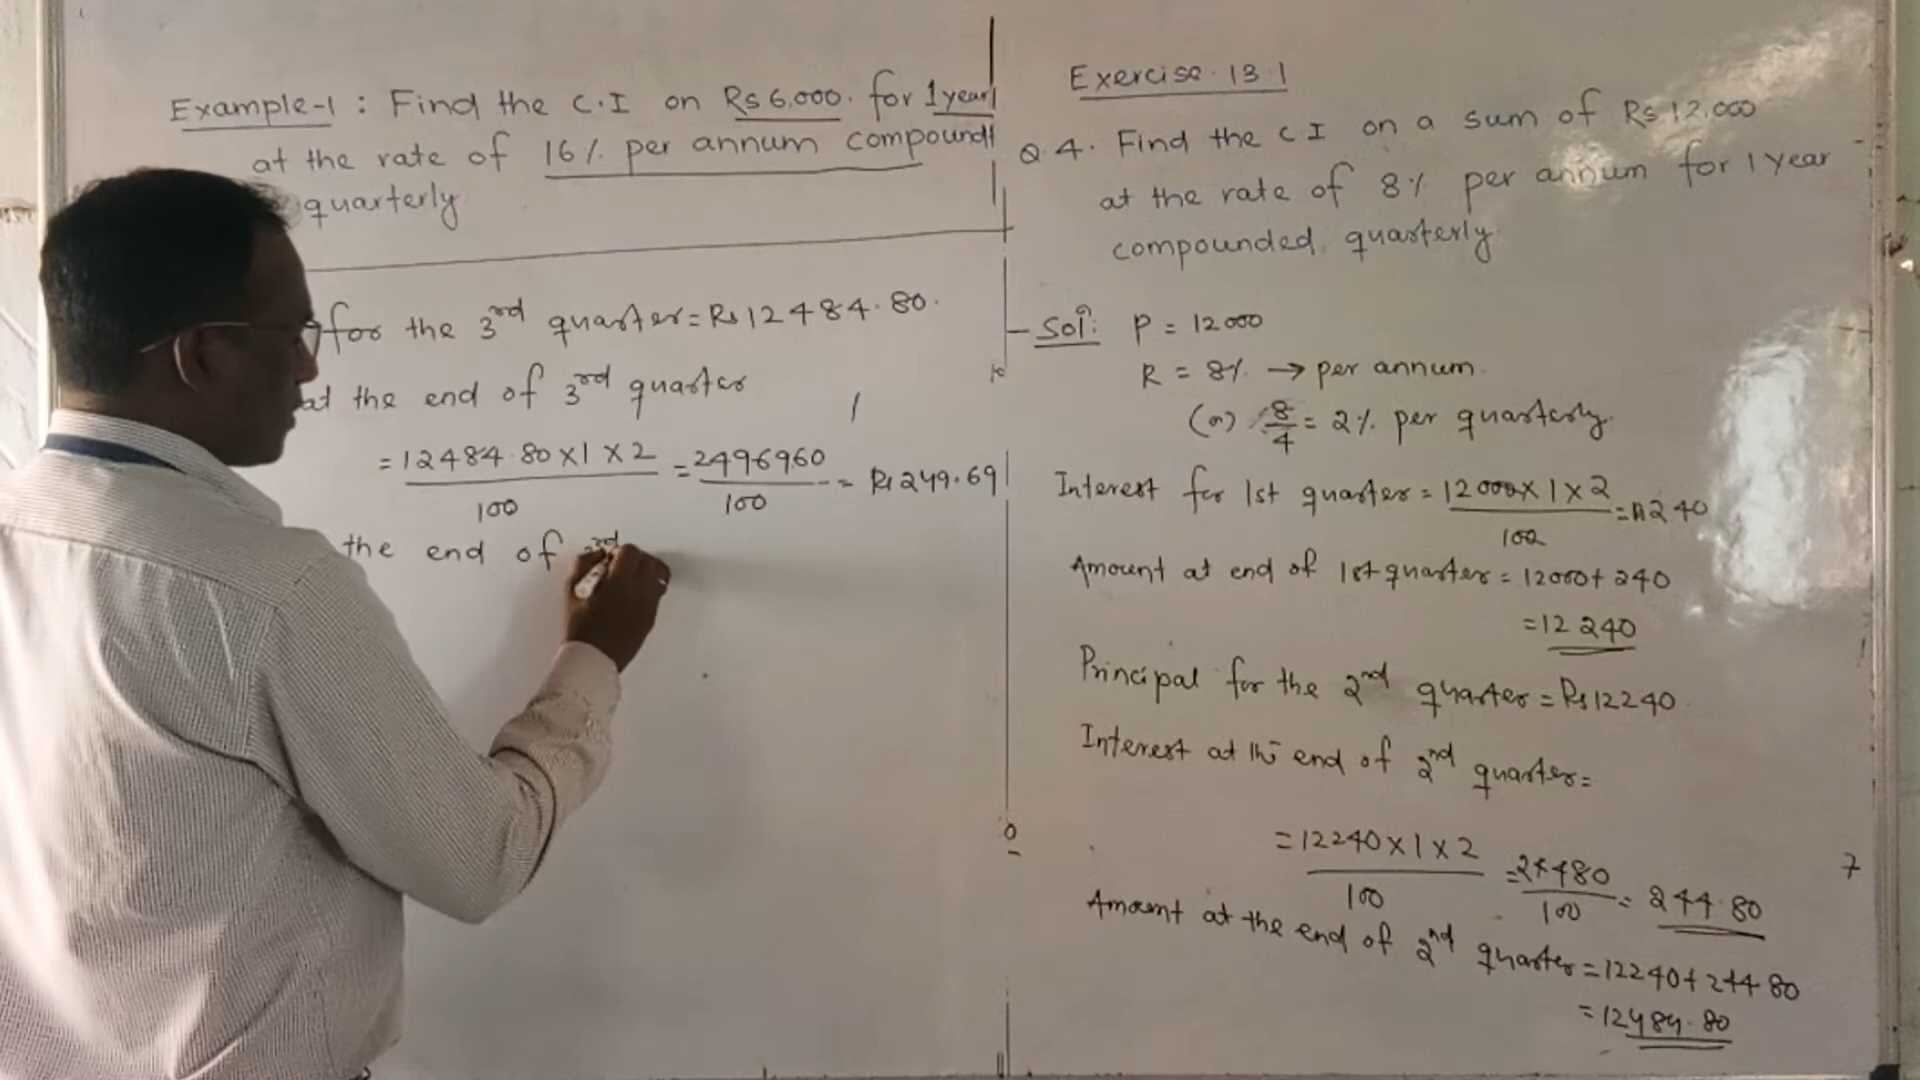 Example-1 : Find the C.I on Rs 6.000. for 1 year
at the rate of 16% per annum compound
quarterly
for the 3rd quarter = Rs 12484.80.
at the end of 3rd quarter
= 12484.80 x 1 x 2 / 100 = 2496960 / 100 = Rs 249.69
the end of 3rd
Exercise. 13.1
Q.4. Find the C I on a sum of Rs 12.000
at the rate of 8% per annum for 1 year
compounded quarterly
Sol: P = 12000
R = 8% → per annum.
(or) 8/4 = 2% per quarterly.
Interest for 1st quarter = 12000 x 1 x 2 / 100 = Rs 240
Amount at end of 1st quarter = 12000 + 240
= 12 240
Principal for the 2nd quarter = Rs 12240
Interest at the end of 2nd quarter =
= 12240 x 1 x 2 / 100 = 24480 / 100 = 244.80
Amount at the end of 2nd quarter = 12240 + 244.80
= 12484.80